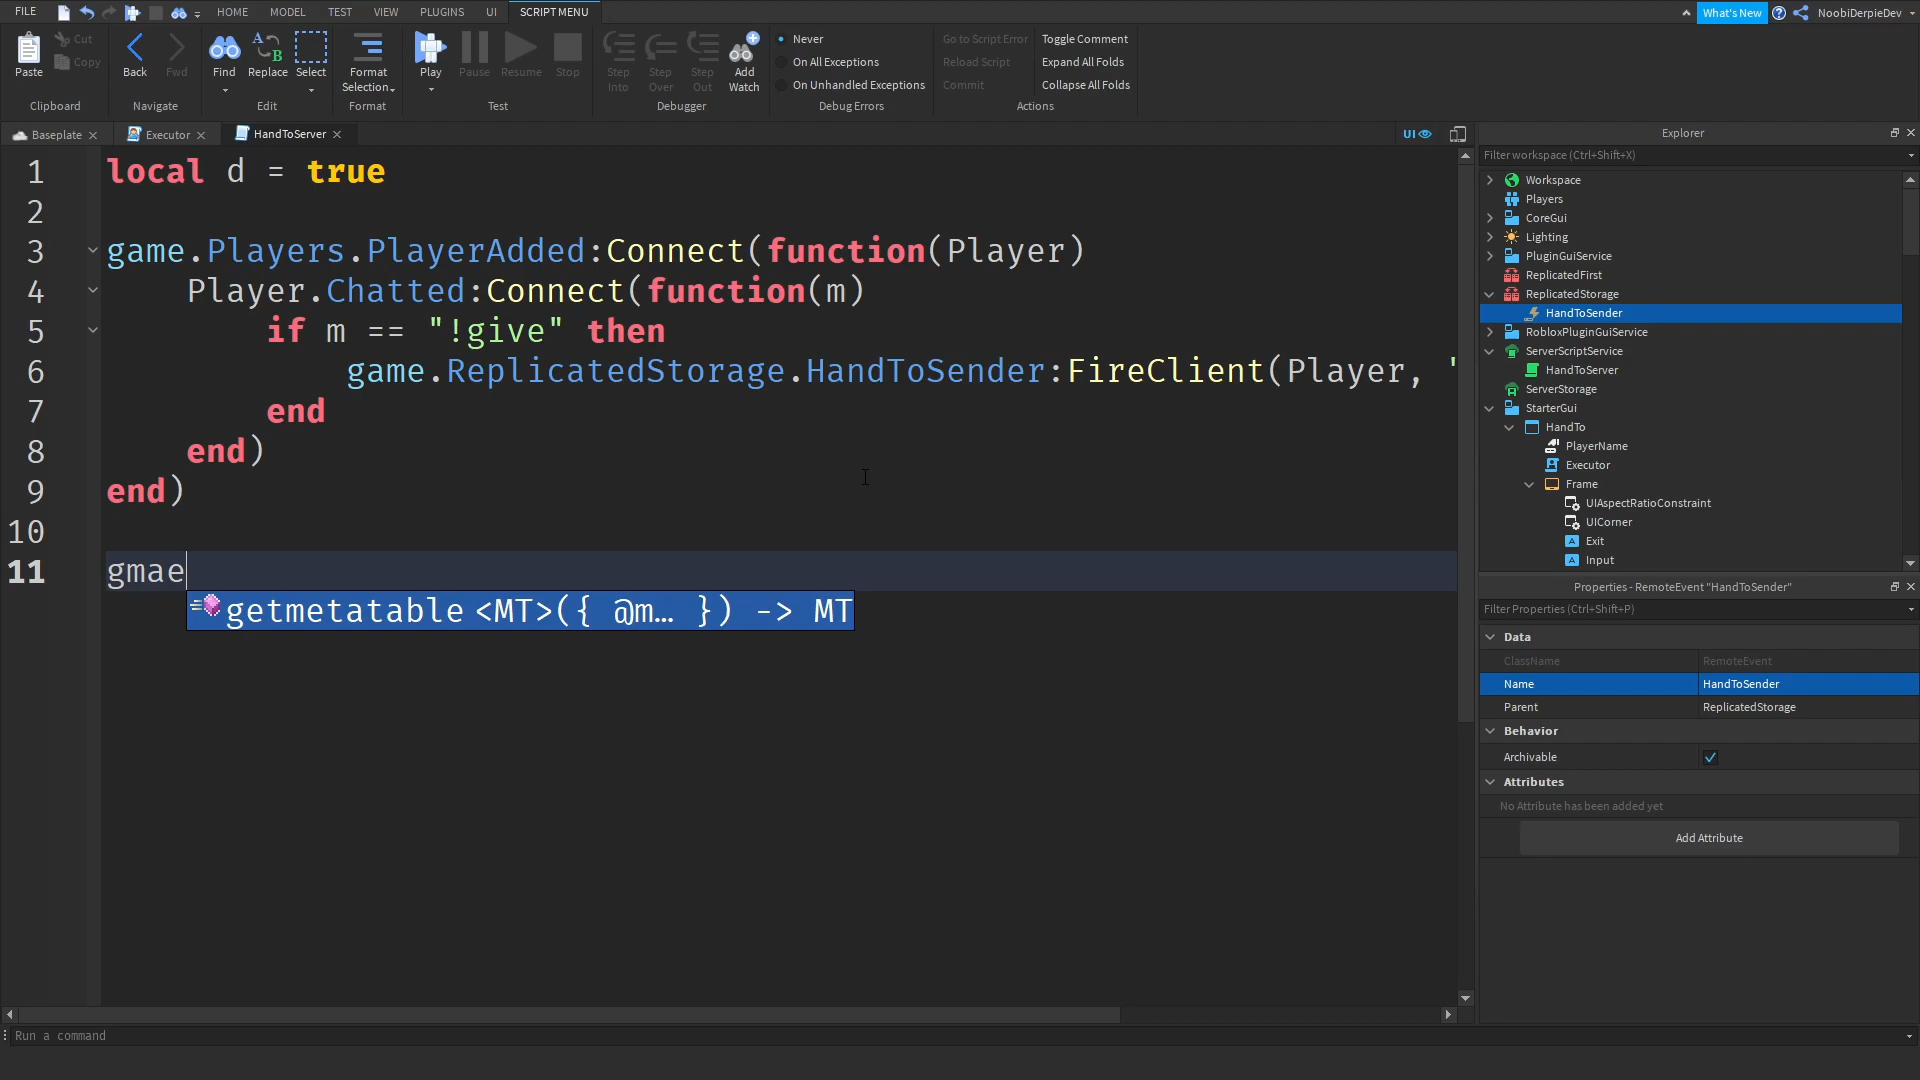 FILE HOME MODEL TEST VIEW PLUGINS UI SCRIPT MENU What's New NoobiDerpieDev
Paste Cut Copy Back Fwd Find Replace Select Format Selection Play Pause Resume Stop Step Into Step Over Step Out Add Watch
Never
On All Exceptions
On Unhandled Exceptions
Go to Script Error
Reload Script
Commit
Toggle Comment
Expand All Folds
Collapse All Folds
Clipboard Navigate Edit Format Test Debugger Debug Errors Actions
Baseplate Executor HandToServer UI
1 local d = true
2
3 game.Players.PlayerAdded:Connect(function(Player)
4 Player.Chatted:Connect(function(m)
5 if m == "!give" then
6 game.ReplicatedStorage.HandToSender:FireClient(Player, '
7 end
8 end)
9 end)
10
11 gmae
getmetatable <MT>({ @m… }) -> MT
Run a command
Explorer
Filter workspace (Ctrl+Shift+X)
Workspace
Players
CoreGui
Lighting
PluginGuiService
ReplicatedFirst
ReplicatedStorage
HandToSender
RobloxPluginGuiService
ServerScriptService
HandToServer
ServerStorage
StarterGui
HandTo
PlayerName
Executor
Frame
UIAspectRatioConstraint
UICorner
Exit
Input
Properties - RemoteEvent "HandToSender"
Filter Properties (Ctrl+Shift+P)
Data
ClassName RemoteEvent
Name HandToSender
Parent ReplicatedStorage
Behavior
Archivable
Attributes
No Attribute has been added yet
Add Attribute